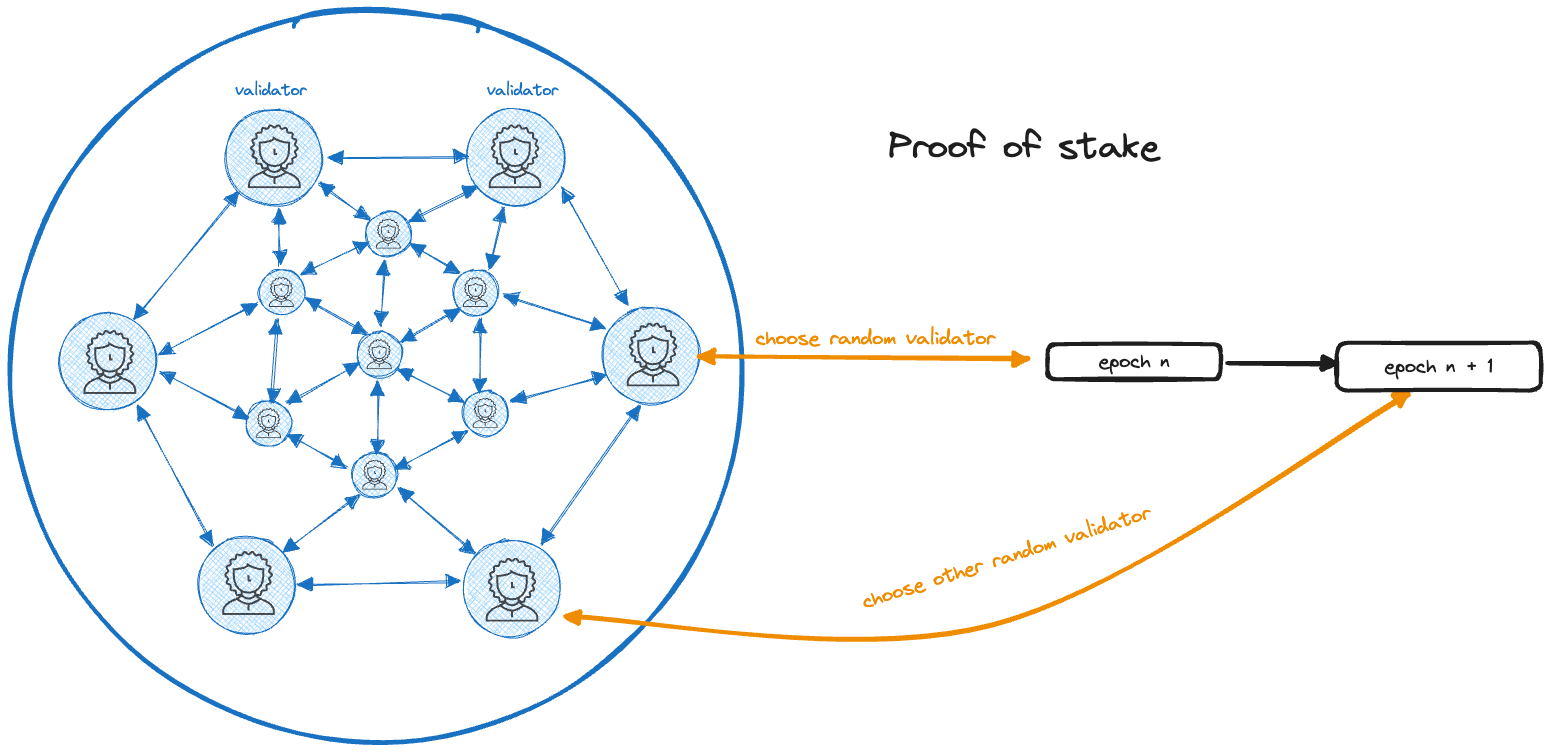 validator
validator
Proof of stake
choose random validator
epoch n
epoch n + 1
choose other random validator